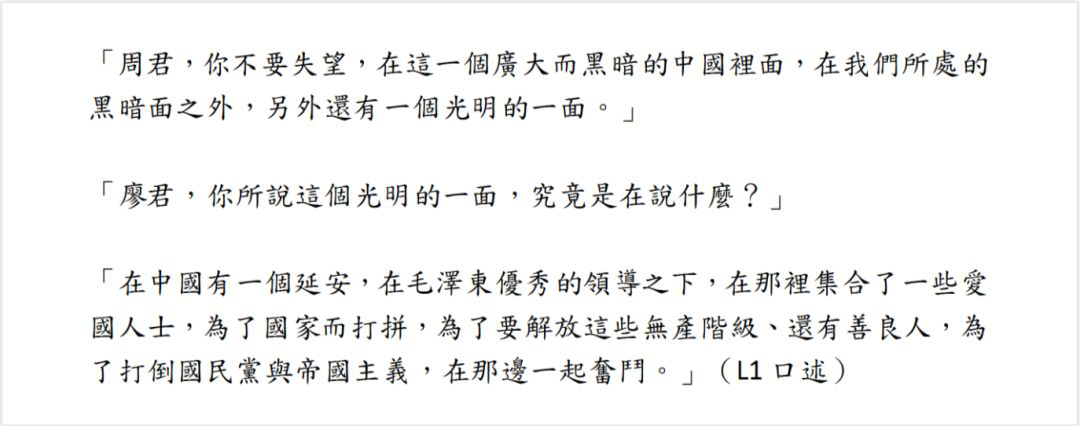 「周君，你不要失望，在這一個廣大而黑暗的中國裡面，在我們所處的
黑暗面之外，另外還有一個光明的一面。」
「廖君，你所說這個光明的一面，究竟是在說什麼？」
「在中國有一個延安，在毛澤東優秀的領導之下，在那裡集合了一些愛
國人士，為了國家而打拼，為了要解放這些無產階級、還有善良人，為
了打倒國民黨與帝國主義，在那邊一起奮鬥。」（L1 口述）